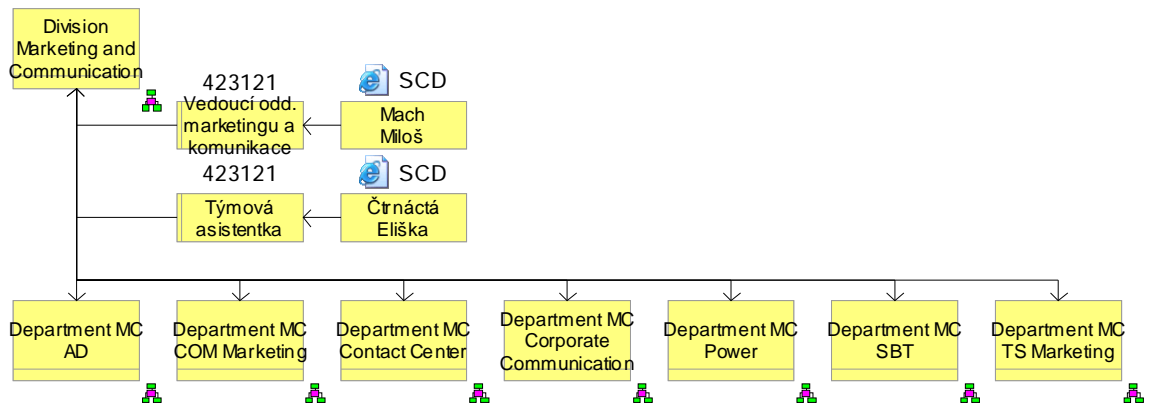 Division
Marketing and
Communication
423121
SCD
Vedoucí odd.
marketingu a
komunikace
Mach
Miloš
423121
SCD
Týmová
asistentka
Čtrnáctá
Eliška
Department MC
AD
Department MC
COM Marketing
Department MC
Contact Center
Department MC
Corporate
Communication
Department MC
Power
Department MC
SBT
Department MC
TS Marketing